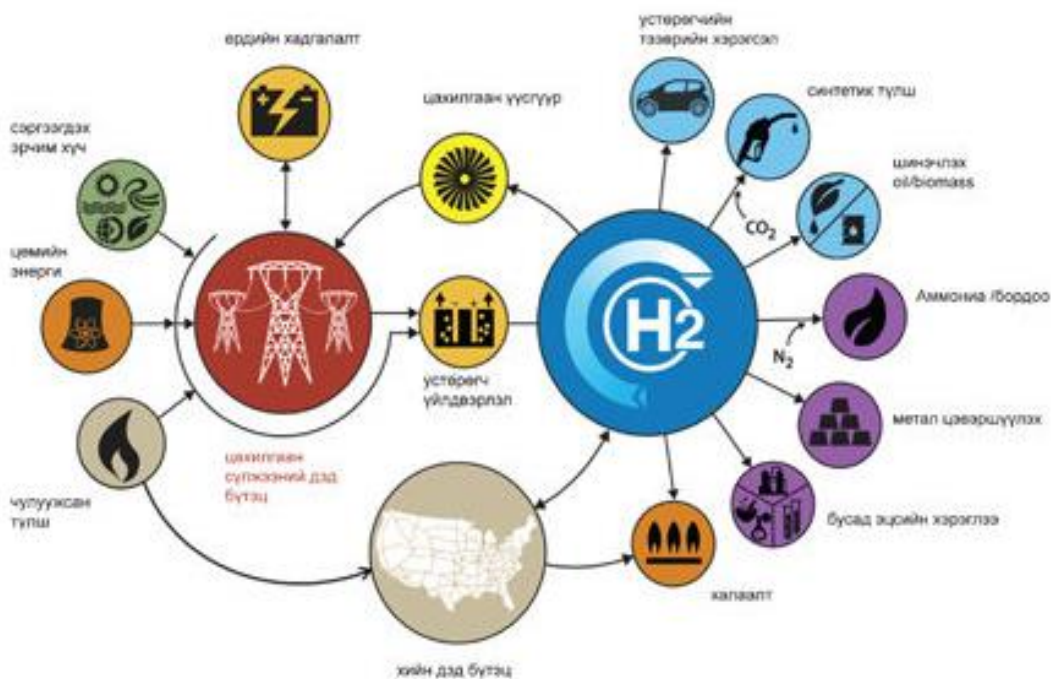 ердийн хадгалалт
устөрөгчийн
тээврийн хэрэгсэл
синтетик түлш
цахилгаан үүсгүүр
сэргээгдэх
эрчим хүч
шинэчлэх
oil/biomass
CO2
цөмийн
энерги
H2
Аммониа /бордоо
N2
устөрөгч
үйлдвэрлэл
метал цэвэршүүлэх
цахилгаан
сүлжээний дэд
бүтэц
чулуужсан
түлш
бусад эцсийн хэрэглээ
халаалт
хийн дэд бүтэц